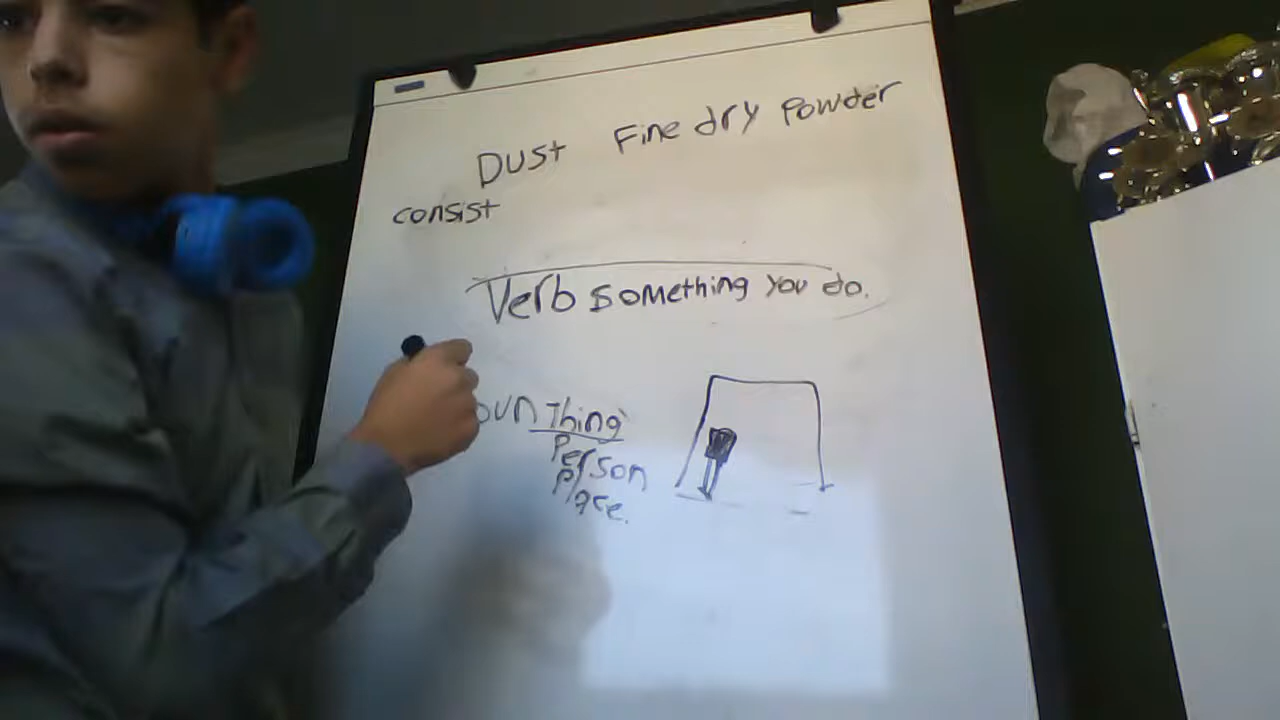 Dust Fine dry Powder
consist
Verb something you do.
oun Thing
Person
Place.